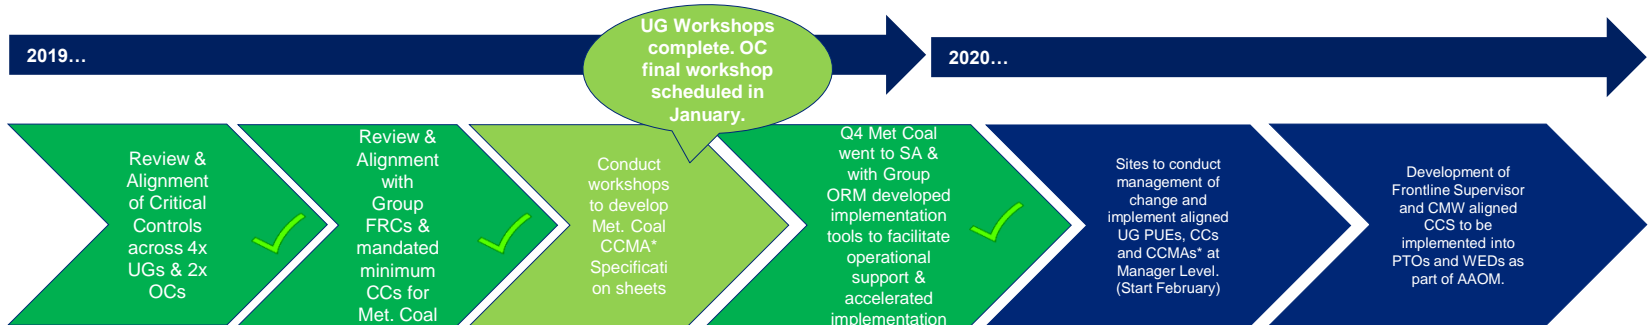 UG Workshops
complete. OC
final workshop
scheduled in
January.
2019…
2020…
Review &
Alignment
of Critical
Controls
across 4x
UGs & 2x
OCs
Review &
Alignment
with
Group
FRCs &
mandated
minimum
CCs for
Met. Coal
Conduct
workshops
to develop
Met. Coal
CCMA*
Specificati
on sheets
Q4 Met Coal
went to SA &
with Group
ORM developed
implementation
tools to facilitate
operational
support &
accelerated
implementation
Sites to conduct
management of
change and
implement aligned
UG PUEs, CCs
and CCMAs* at
Manager Level.
(Start February)
Development of
Frontline Supervisor
and CMW aligned
CCS to be
implemented into
PTOs and WEDs as
part of AAOM.